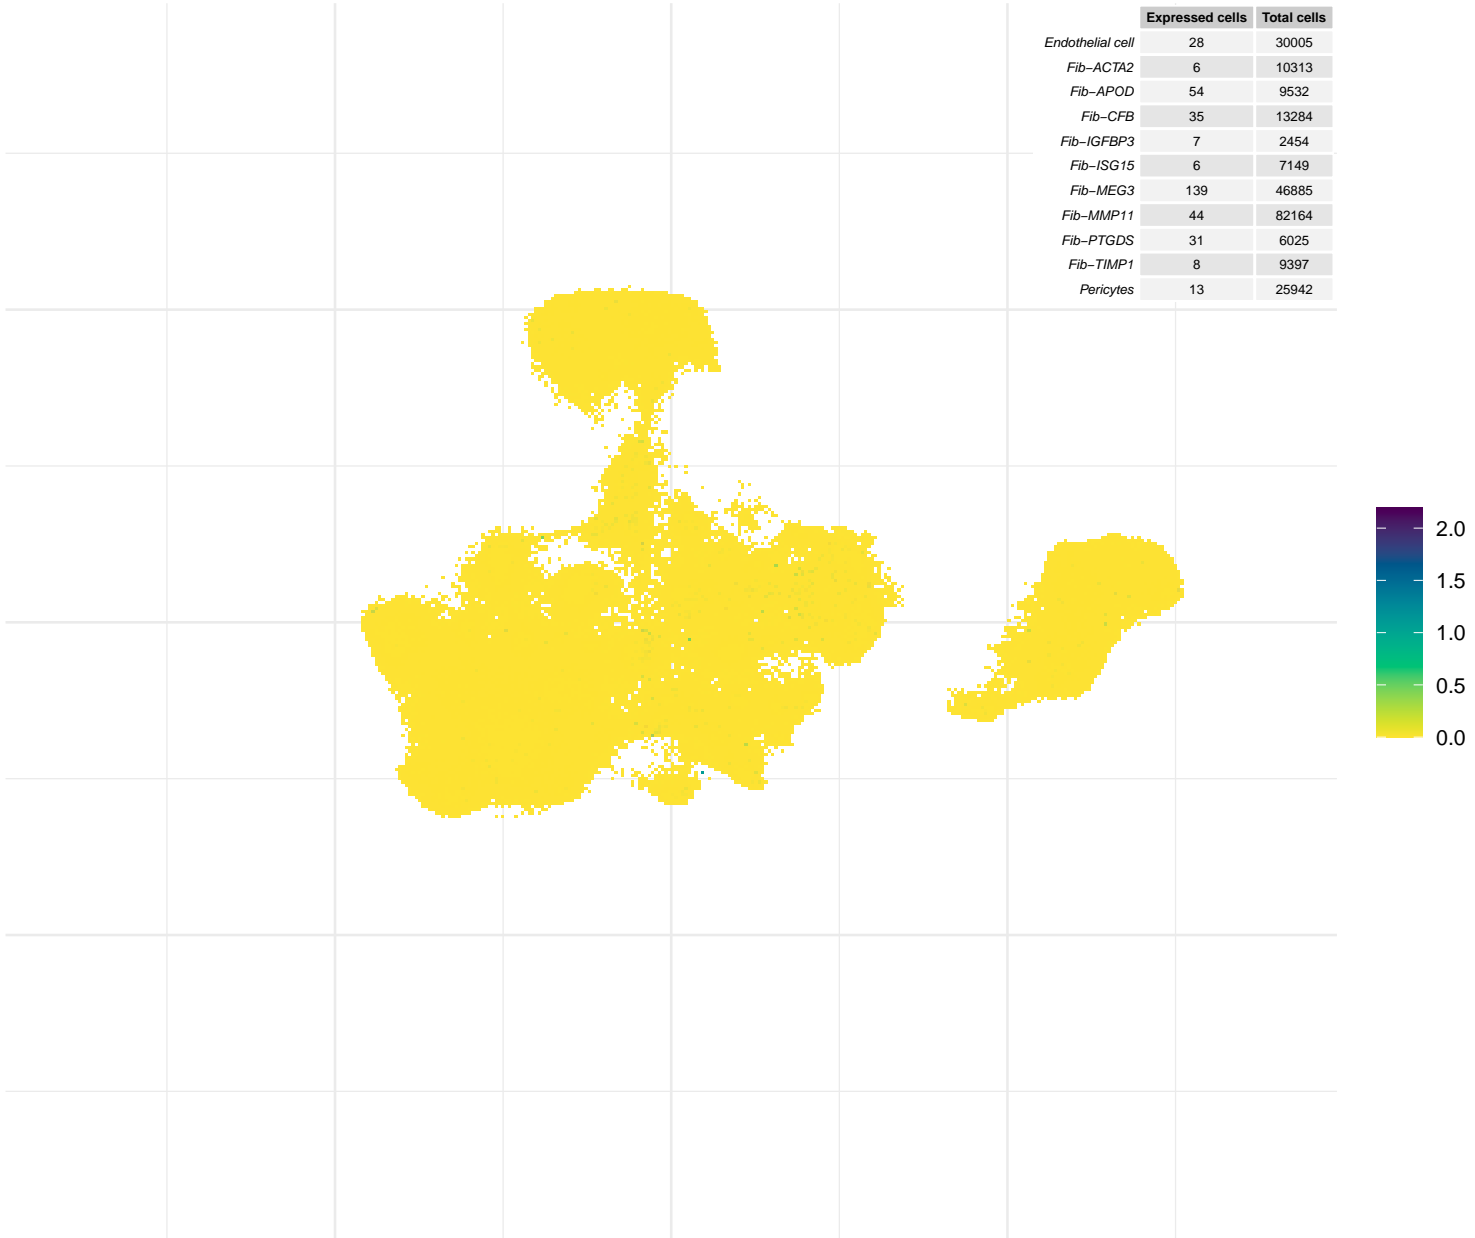 Expressed cells Total cells
Endothelial cell 28 30005
Fib−ACTA2 6 10313
Fib−APOD 54 9532
Fib−CFB 35 13284
Fib−IGFBP3 7 2454
Fib−ISG15 6 7149
Fib−MEG3 139 46885
Fib−MMP11 44 82164
Fib−PTGDS 31 6025
Fib−TIMP1 8 9397
Pericytes 13 25942
2.0
1.5
1.0
0.5
0.0